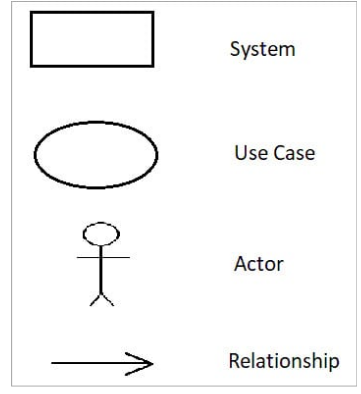 System
Use Case
Actor
Relationship